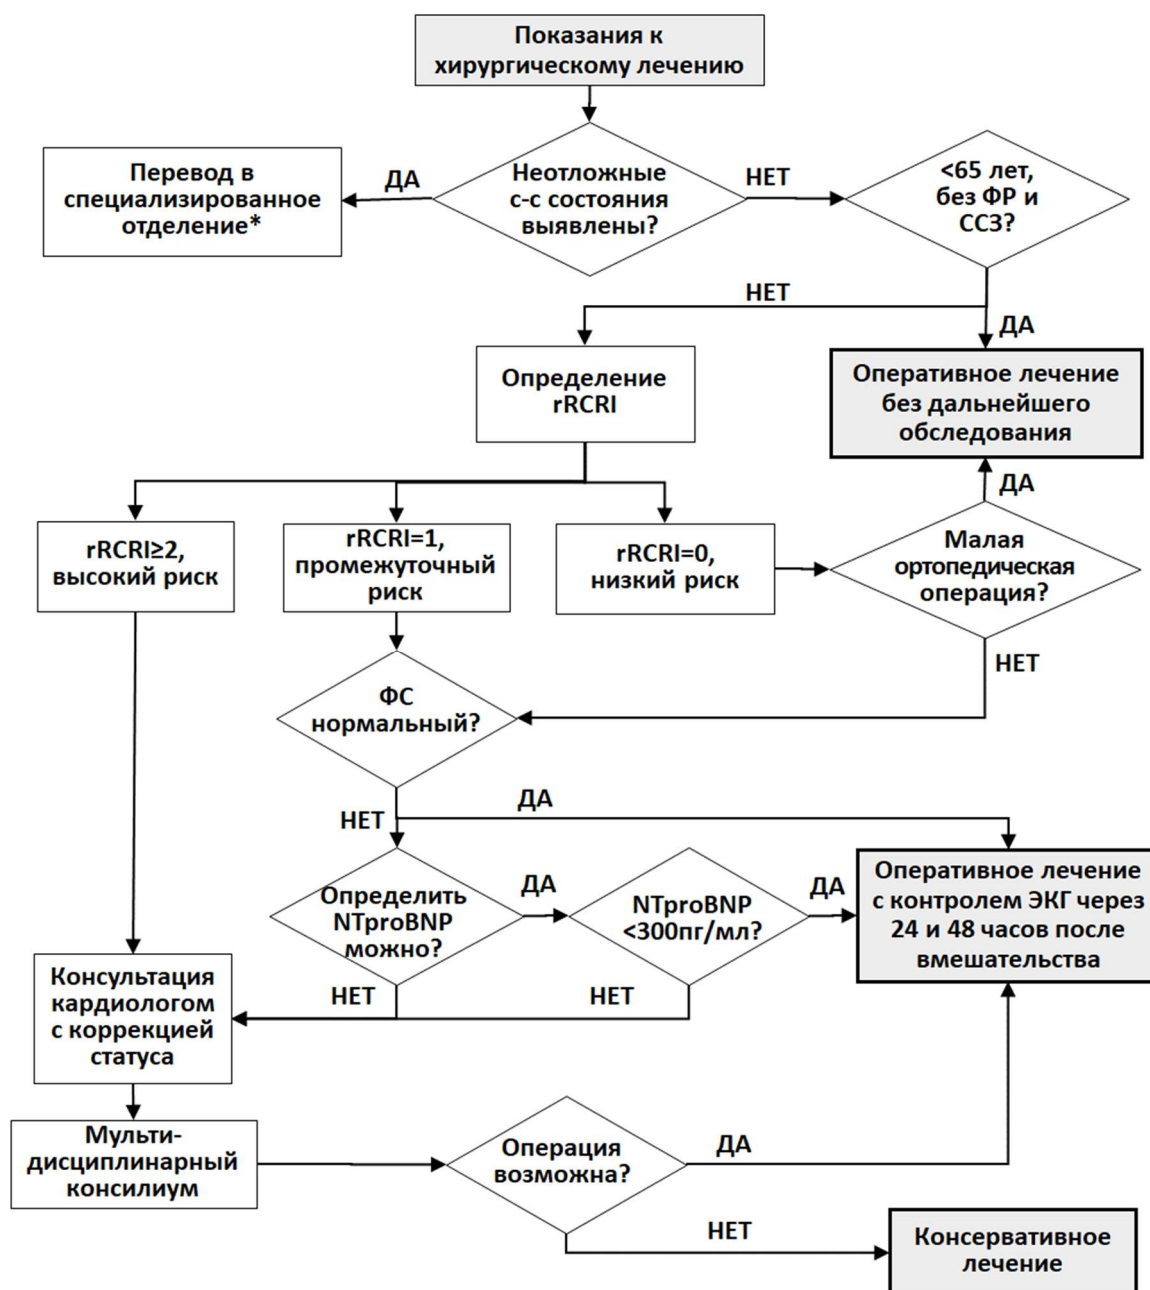 Показания к
хирургическому лечению
Перевод в
специализированное
отделение*
ДА
Неотложные
с-с состояния
выявлены?
НЕТ
<65 лет,
без ФР и
ССЗ?
НЕТ
ДА
Определение
rRCRI
Оперативное лечение
без дальнейшего
обследования
ДА
rRCRI≥2,
высокий риск
rRCRI=1,
промежуточный
риск
rRCRI=0,
низкий риск
Малая
ортопедическая
операция?
НЕТ
ФС
нормальный?
ДА
НЕТ
Определить
NTproBNP
можно?
ДА
NTproBNP
<300пг/мл?
ДА
Оперативное лечение
с контролем ЭКГ через
24 и 48 часов после
вмешательства
НЕТ
НЕТ
Консультация
кардиологом
с коррекцией
статуса
Мульти-
дисциплинарный
консилиум
Операция
возможна?
ДА
НЕТ
Консервативное
лечение